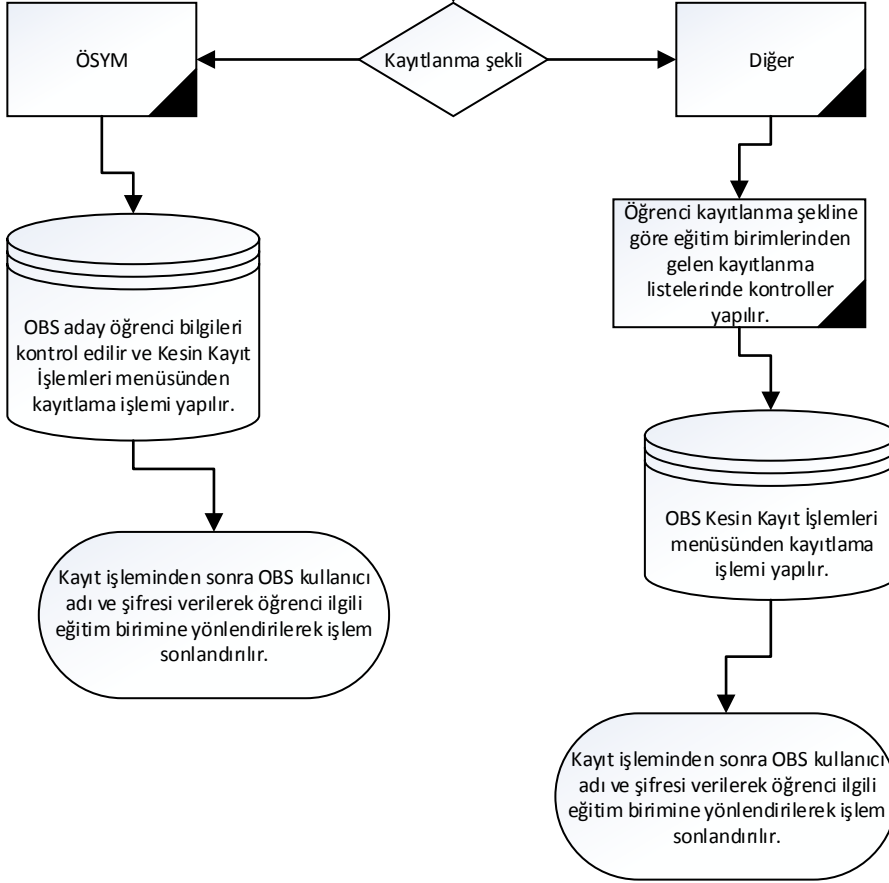 ÖSYM
Kayıtlanma şekli
Diğer
Öğrenci kayıtlanma şekline
göre eğitim birimlerinden
gelen kayıtlanma
listelerinde kontroller
yapılır.
OBS aday öğrenci bilgileri
kontrol edilir ve Kesin Kayıt
İşlemleri menüsünden
kayıtlama işlemi yapılır.
OBS Kesin Kayıt İşlemleri
menüsünden kayıtlama
işlemi yapılır.
Kayıt işleminden sonra OBS kullanıcı
adı ve şifresi verilerek öğrenci ilgili
eğitim birimine yönlendirilerek işlem
sonlandırılır.
Kayıt işleminden sonra OBS kullanıcı
adı ve şifresi verilerek öğrenci ilgili
eğitim birimine yönlendirilerek işlem
sonlandırılır.